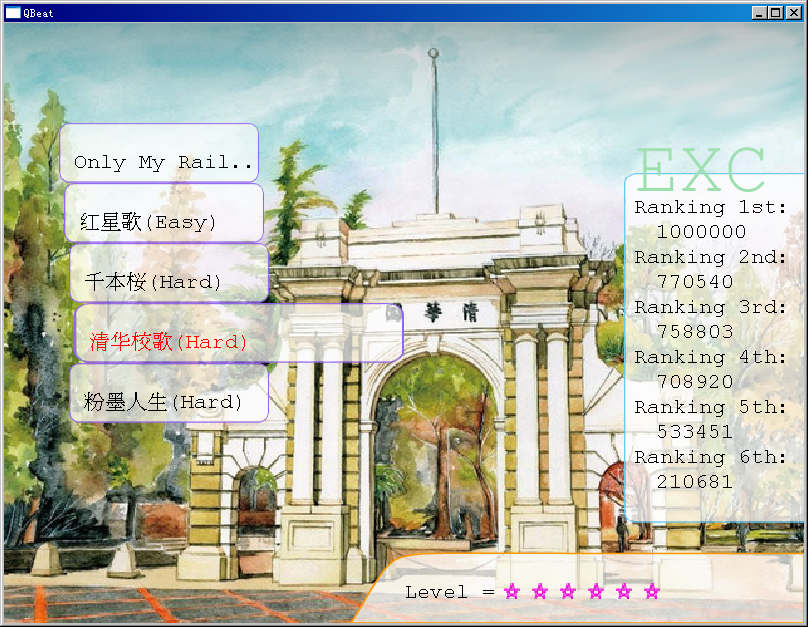 QBeat
Only My Rail..
红星歌(Easy)
千本桜(Hard)
清华校歌(Hard)
粉墨人生(Hard)
園華清
EXC
Ranking 1st:
1000000
Ranking 2nd:
770540
Ranking 3rd:
758803
Ranking 4th:
708920
Ranking 5th:
533451
Ranking 6th:
210681
Level = ☆ ☆ ☆ ☆ ☆ ☆